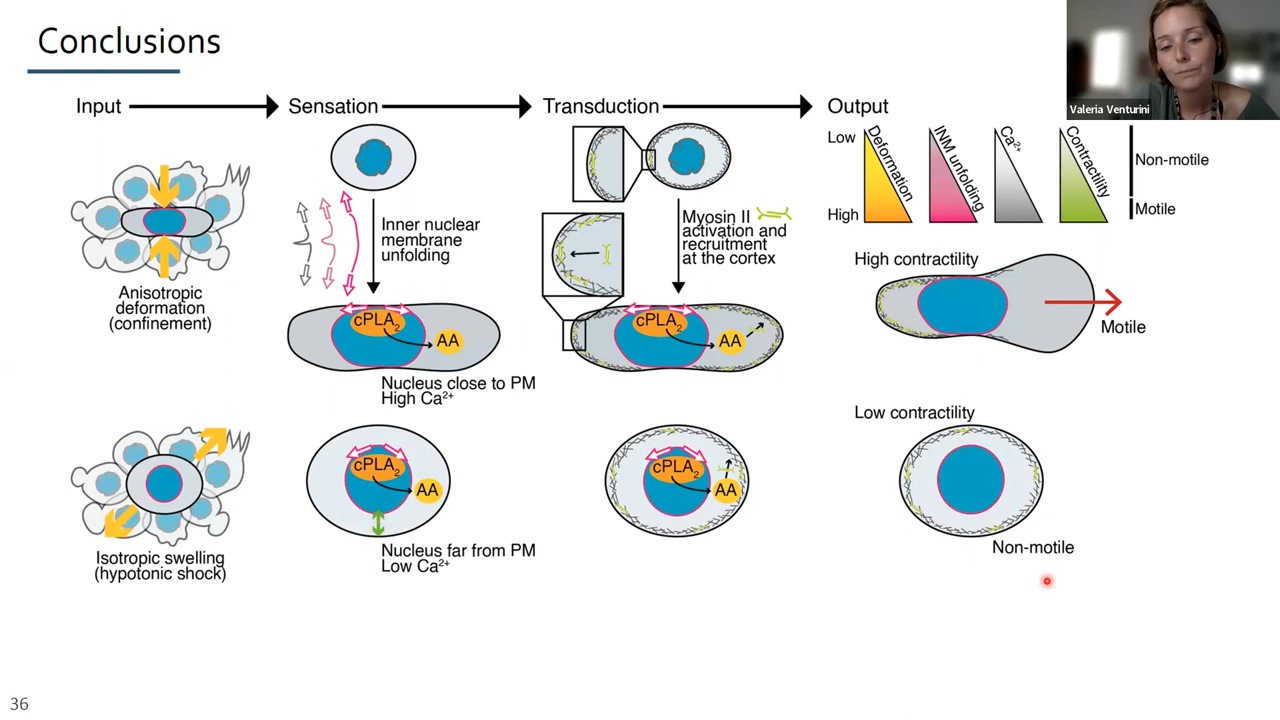 Conclusions
Valeria Venturini
Input
Sensation
Transduction
Output
Anisotropic
deformation
(confinement)
Inner nuclear
membrane
unfolding
cPLA2
AA
Nucleus close to PM
High Ca2+
Myosin II
activation and
recruitment
at the cortex
cPLA2
AA
Low
High
Deformation
INM unfolding
Ca2+
Contractility
Non-motile
Motile
High contractility
Motile
Isotropic swelling
(hypotonic shock)
cPLA2
AA
Nucleus far from PM
Low Ca2+
cPLA2
AA
Low contractility
Non-motile
36